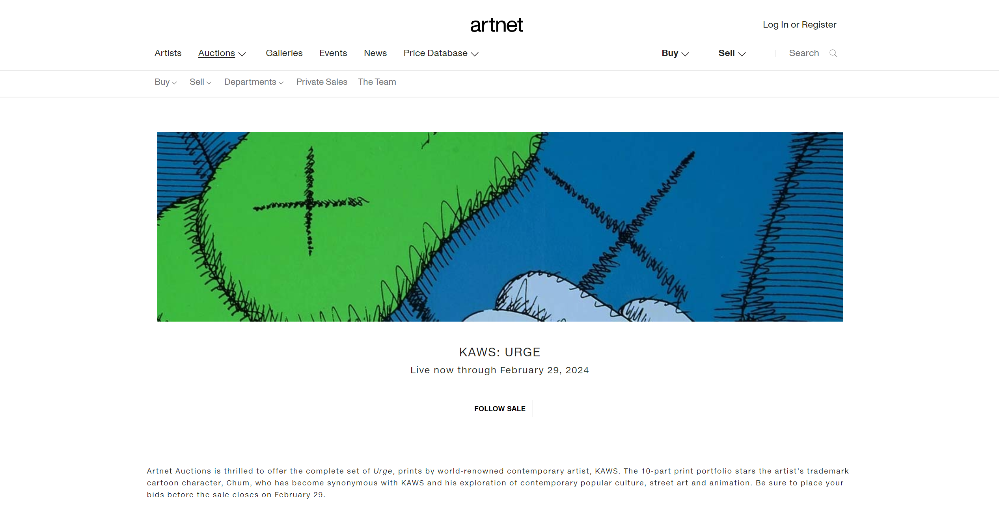 artnet
Log In or Register
Artists Auctions Galleries Events News Price Database Buy Sell Search
Buy Sell Departments Private Sales The Team
KAWS: URGE
Live now through February 29, 2024
FOLLOW SALE
Artnet Auctions is thrilled to offer the complete set of Urge, prints by world-renowned contemporary artist, KAWS. The 10-part print portfolio stars the artist’s trademark
cartoon character, Chum, who has become synonymous with KAWS and his exploration of contemporary popular culture, street art and animation. Be sure to place your
bids before the sale closes on February 29.